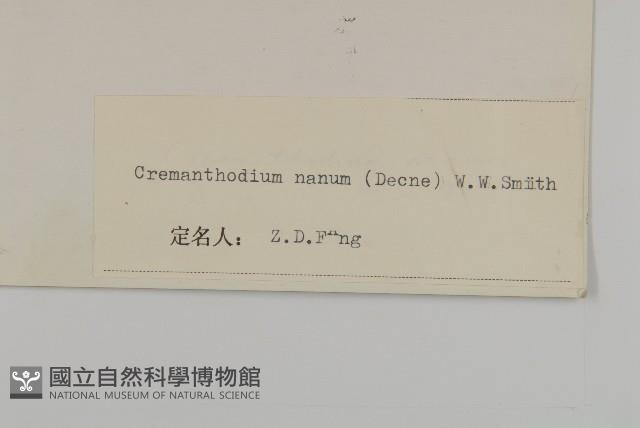 Cremanthodium nanum (Decne) W.W.Smith
定名人： Z.D.Fang
國立自然科學博物館
NATIONAL MUSEUM OF NATURAL SCIENCE